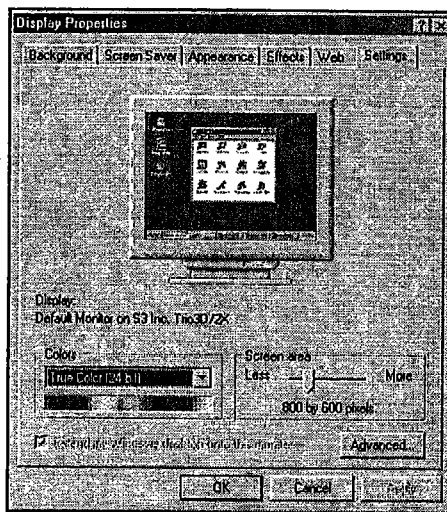 Display Properties
Background Screen Saver Appearance Effects Web Settings
Display:
Default Monitor on S3 Inc. Trio3D/2X
Colors
True Color (24 bit)
Screen area
Less More
800 by 600 pixels
Advanced...
OK Cancel Apply